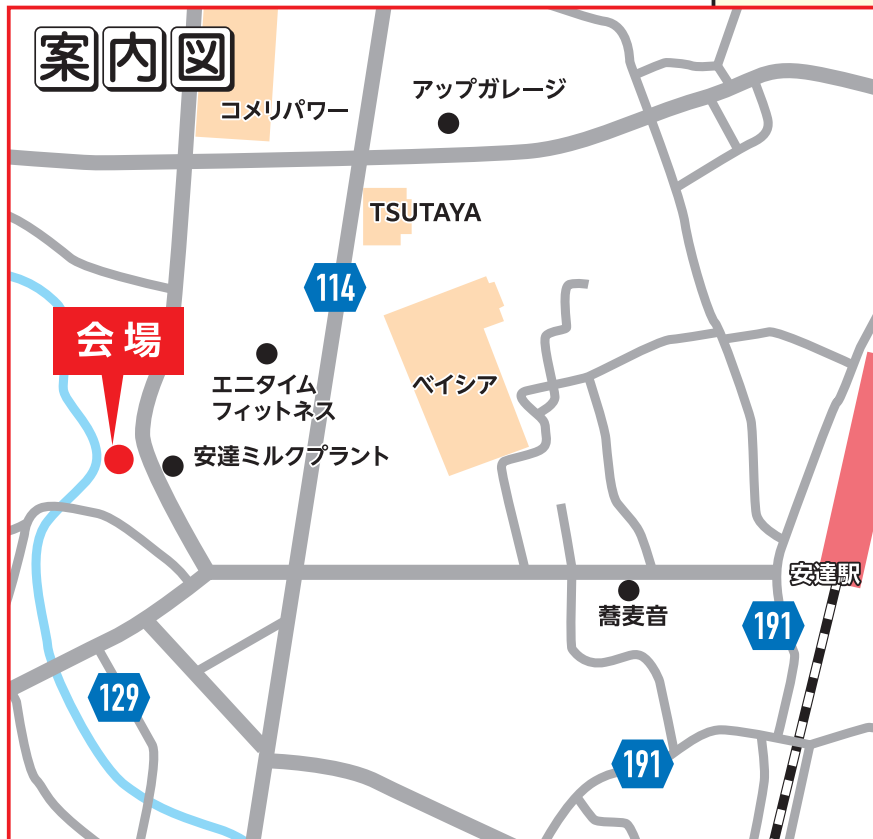 案内図
コメリパワー
アップガレージ
TSUTAYA
114
会場
エニタイム
フィットネス
ベイシア
安達ミルクプラント
安達駅
蕎麦音
191
129
191